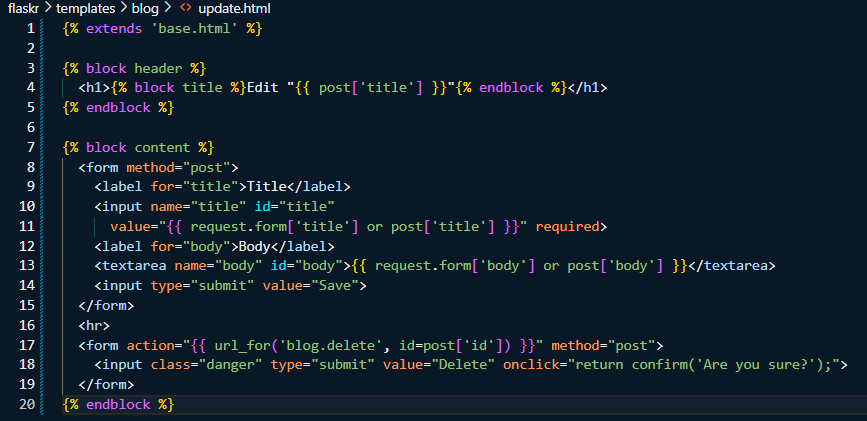 flaskr > templates > blog > <> update.html
1 {% extends 'base.html' %}
2
3 {% block header %}
4   <h1>{% block title %}Edit "{{ post['title'] }}"{% endblock %}</h1>
5 {% endblock %}
6
7 {% block content %}
8   <form method="post">
9     <label for="title">Title</label>
10     <input name="title" id="title"
11       value="{{ request.form['title'] or post['title'] }}" required>
12     <label for="body">Body</label>
13     <textarea name="body" id="body">{{ request.form['body'] or post['body'] }}</textarea>
14     <input type="submit" value="Save">
15   </form>
16   <hr>
17   <form action="{{ url_for('blog.delete', id=post['id']) }}" method="post">
18     <input class="danger" type="submit" value="Delete" onclick="return confirm('Are you sure?');">
19   </form>
20 {% endblock %}